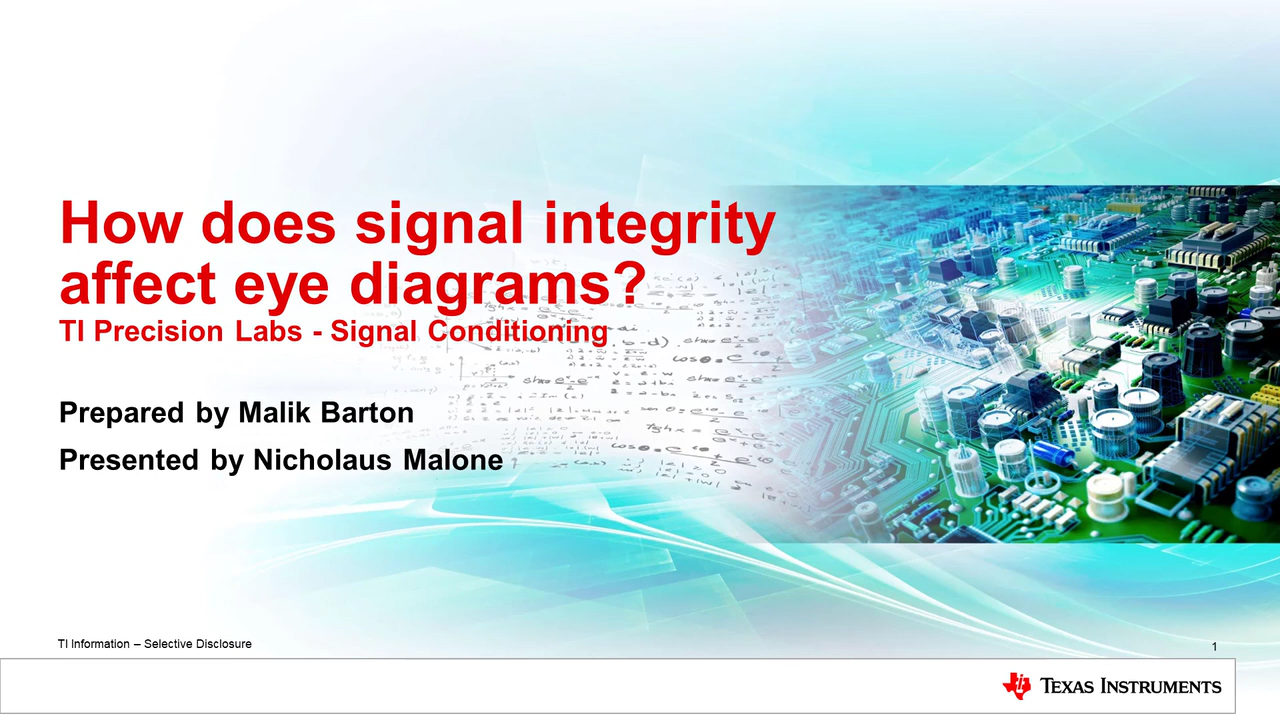 How does signal integrity
affect eye diagrams?
TI Precision Labs - Signal Conditioning
Prepared by Malik Barton
Presented by Nicholaus Malone
TI Information – Selective Disclosure
1
TEXAS INSTRUMENTS